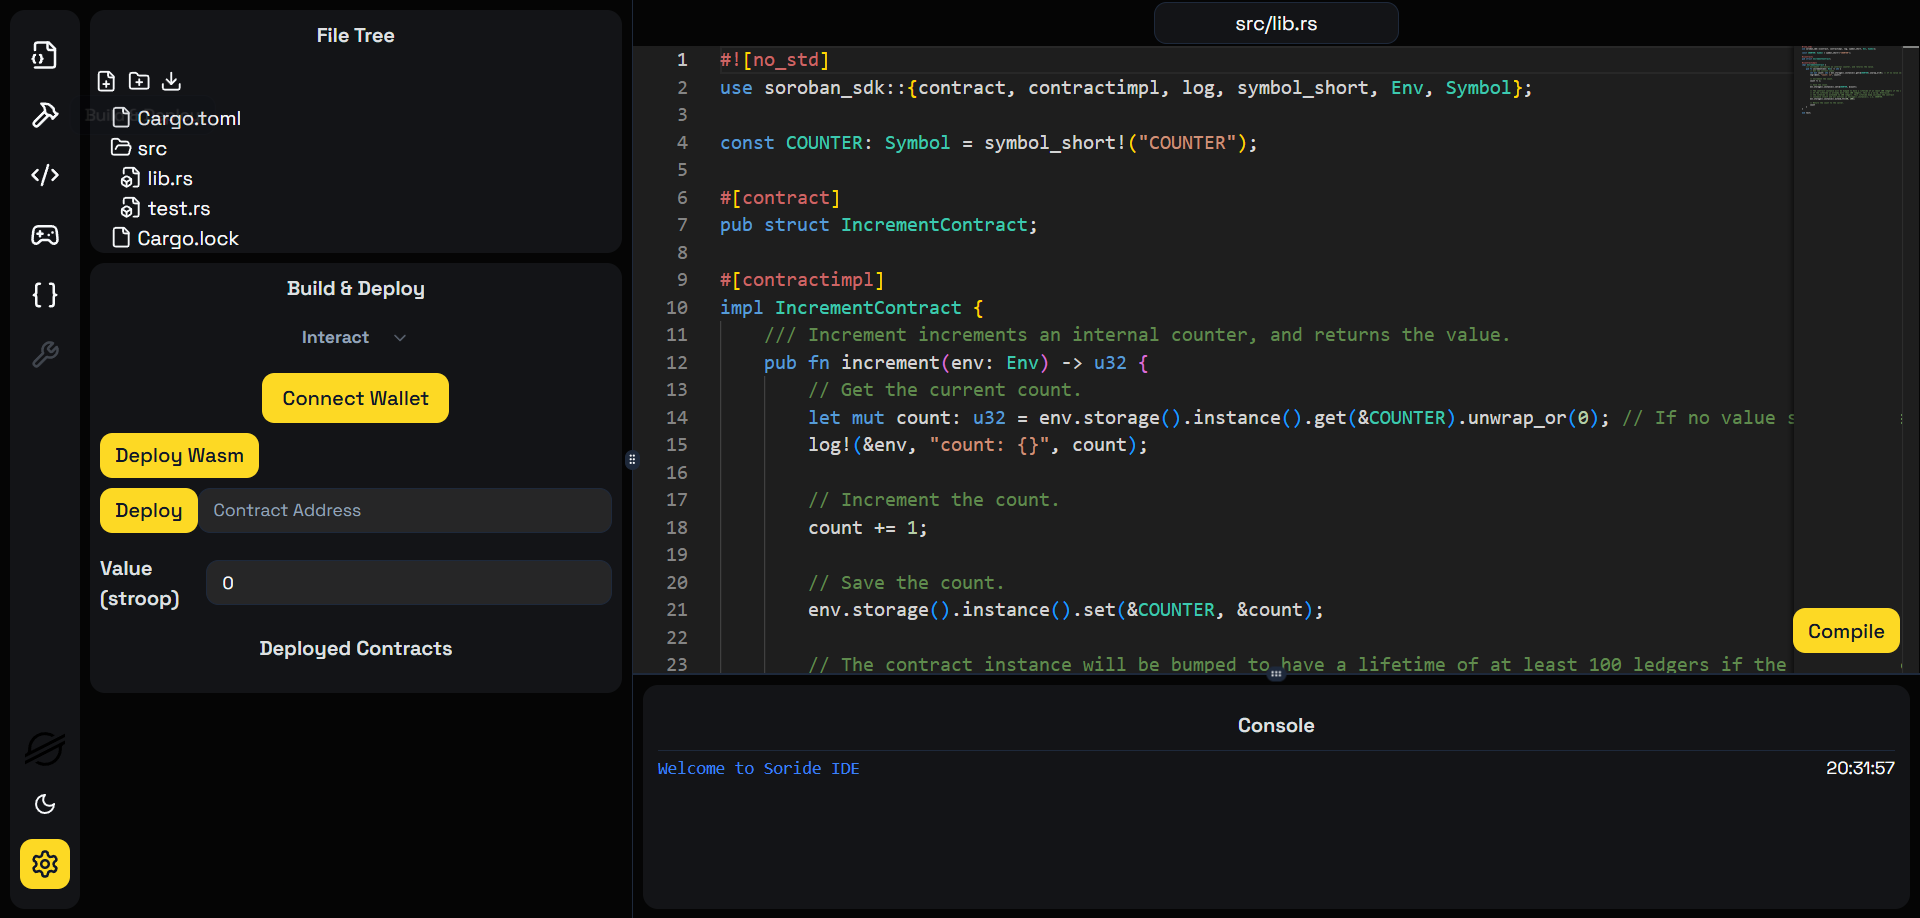 File Tree
Cargo.toml
src
lib.rs
test.rs
Cargo.lock
Build & Deploy
Interact
Connect Wallet
Deploy Wasm
Deploy Contract Address
Value
(stroop)
0
Deployed Contracts
src/lib.rs
1 #![no_std]
2 use soroban_sdk::{contract, contractimpl, log, symbol_short, Env, Symbol};
3
4 const COUNTER: Symbol = symbol_short!("COUNTER");
5
6 #[contract]
7 pub struct IncrementContract;
8
9 #[contractimpl]
10 impl IncrementContract {
11 /// Increment increments an internal counter, and returns the value.
12 pub fn increment(env: Env) -> u32 {
13 // Get the current count.
14 let mut count: u32 = env.storage().instance().get(&COUNTER).unwrap_or(0); // If no value
15 log!(&env, "count: {}", count);
16
17 // Increment the count.
18 count += 1;
19
20 // Save the count.
21 env.storage().instance().set(&COUNTER, &count);
22
23 // The contract instance will be bumped to have a lifetime of at least 100 ledgers if the
Compile
Console
Welcome to Soride IDE 20:31:57